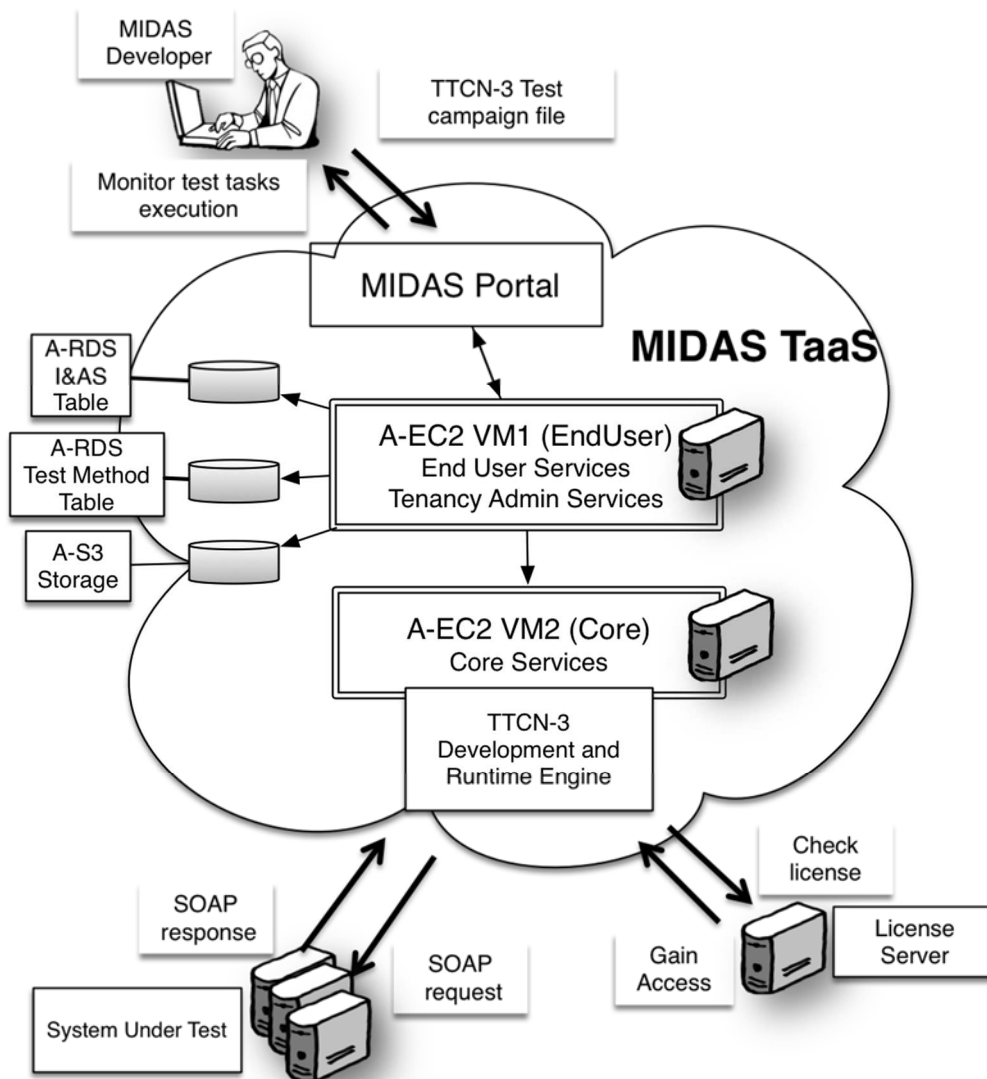 MIDAS
Developer
TTCN-3 Test
campaign file
Monitor test tasks
execution
MIDAS Portal
MIDAS TaaS
A-RDS
I&AS
Table
A-RDS
Test Method
Table
A-S3
Storage
A-EC2 VM1 (EndUser)
End User Services
Tenancy Admin Services
A-EC2 VM2 (Core)
Core Services
TTCN-3
Development and
Runtime Engine
Check
license
SOAP
response
SOAP
request
Gain
Access
License
Server
System Under Test